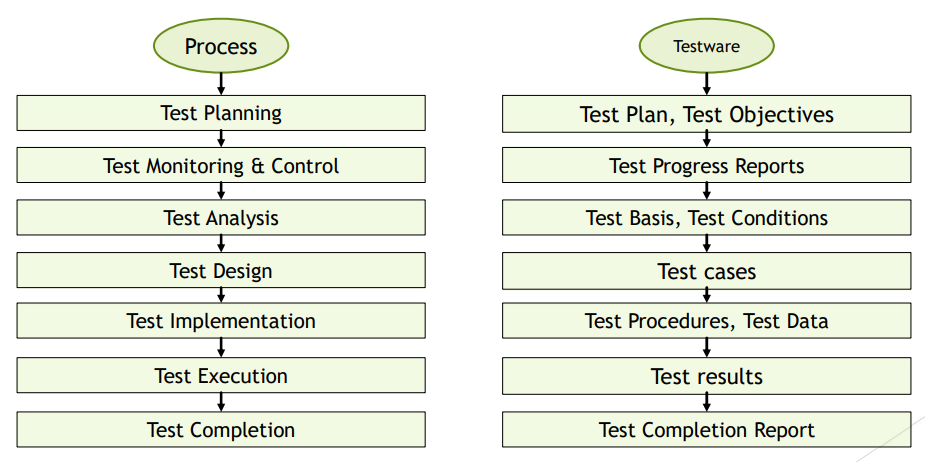 Process
Test Planning
Test Monitoring & Control
Test Analysis
Test Design
Test Implementation
Test Execution
Test Completion
Testware
Test Plan, Test Objectives
Test Progress Reports
Test Basis, Test Conditions
Test cases
Test Procedures, Test Data
Test results
Test Completion Report